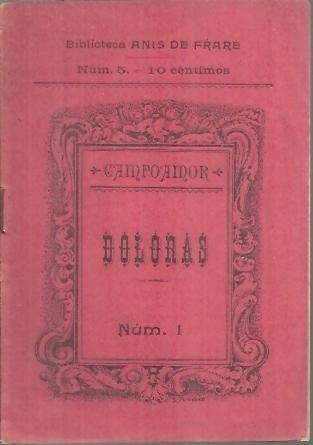 Biblioteca ANIS DE FRARE
Núm. 5. - 10 céntimos
CAMPOAMOR
DOLORAS
Núm. 1